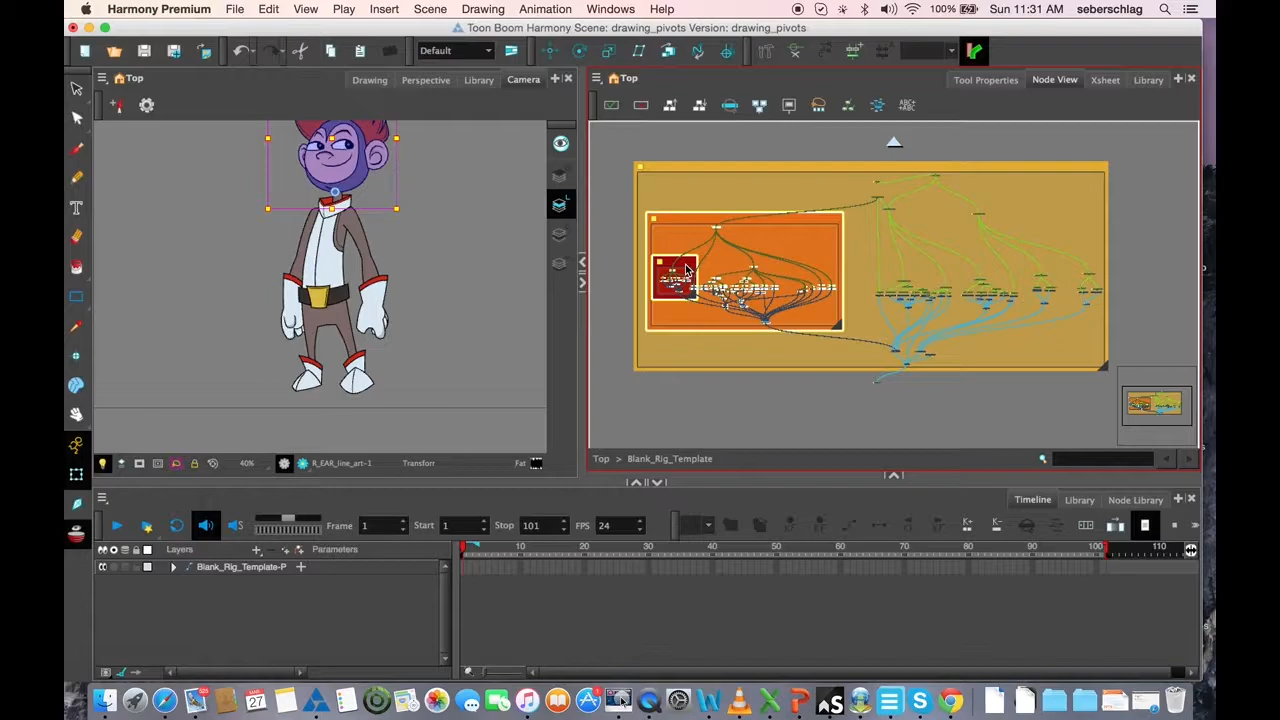 Harmony Premium File Edit View Play Insert Scene Drawing Animation Windows Help 100% Sun 11:31 AM seberschlag
Toon Boom Harmony Scene: drawing_pivots Version: drawing_pivots
Default
Top Drawing Perspective Library Camera
Top Tool Properties Node View Xsheet Library
ABC+
Top > Blank_Rig_Template
40% R_EAR_line_art-1 Transforr Fat
Timeline Library Node Library
Frame 1 Start 1 Stop 101 FPS 24
Layers Parameters
10 20 30 40 50 60 70 80 90 100 110
Blank_Rig_Template-P